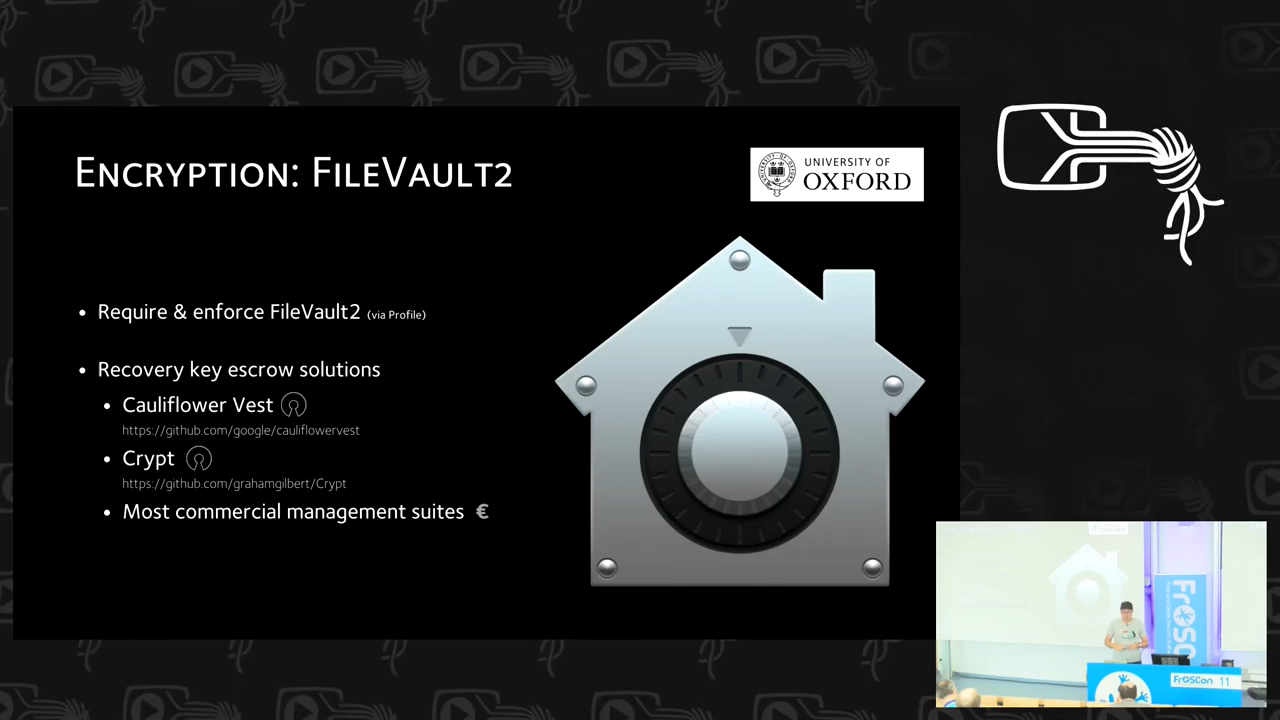 ENCRYPTION: FILEVAULT2
UNIVERSITY OF
OXFORD
• Require & enforce FileVault2 (via Profile)
• Recovery key escrow solutions
• Cauliflower Vest
https://github.com/google/cauliflowervest
• Crypt
https://github.com/grahamgilbert/Crypt
• Most commercial management suites €
FrOSC
FrOSCon 11